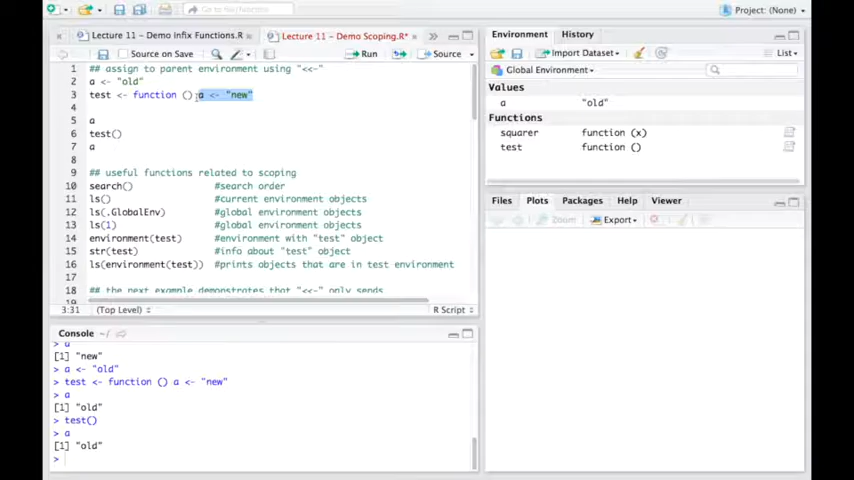 Go to file/function
Project: (None)
Lecture 11 – Demo Infix Functions.R
Lecture 11 – Demo Scoping.R*
Source on Save
Run
Source
1 ## assign to parent environment using "<<-"
2 a <- "old"
3 test <- function () a <- "new"
4
5 a
6 test()
7 a
8
9 ## useful functions related to scoping
10 search() #search order
11 ls() #current environment objects
12 ls(.GlobalEnv) #global environment objects
13 ls(1) #global environment objects
14 environment(test) #environment with "test" object
15 str(test) #info about "test" object
16 ls(environment(test)) #prints objects that are in test environment
17
18 ## the next example demonstrates that "<<-" only sends
19
3:31 (Top Level) R Script
Console ~/
> a
[1] "new"
> a <- "old"
> test <- function () a <- "new"
> a
[1] "old"
> test()
> a
[1] "old"
>
Environment History
Import Dataset List
Global Environment
Values
a "old"
Functions
squarer function (x)
test function ()
Files Plots Packages Help Viewer
Zoom Export